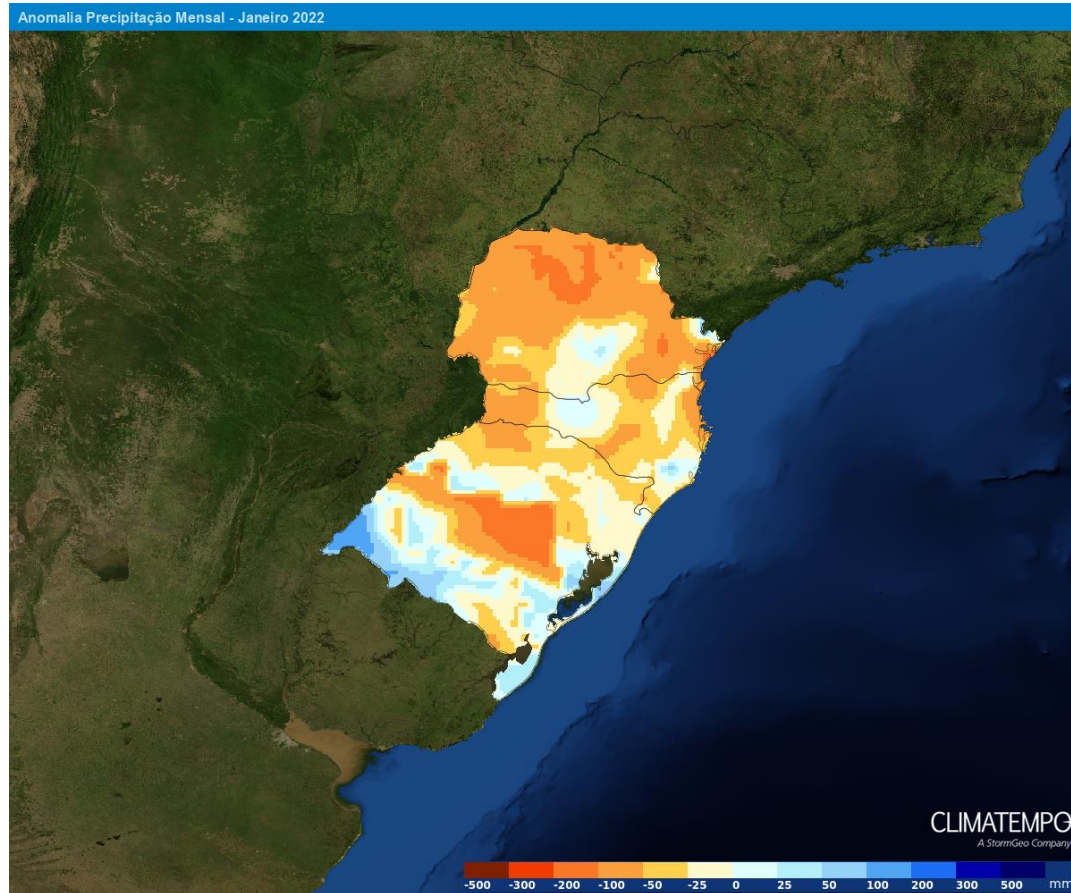 Anomalia Precipitação Mensal - Janeiro 2022
CLIMATEMPO
A StormGeo Company
-500 -300 -200 -100 -50 -25 0 25 50 100 200 300 500 mm